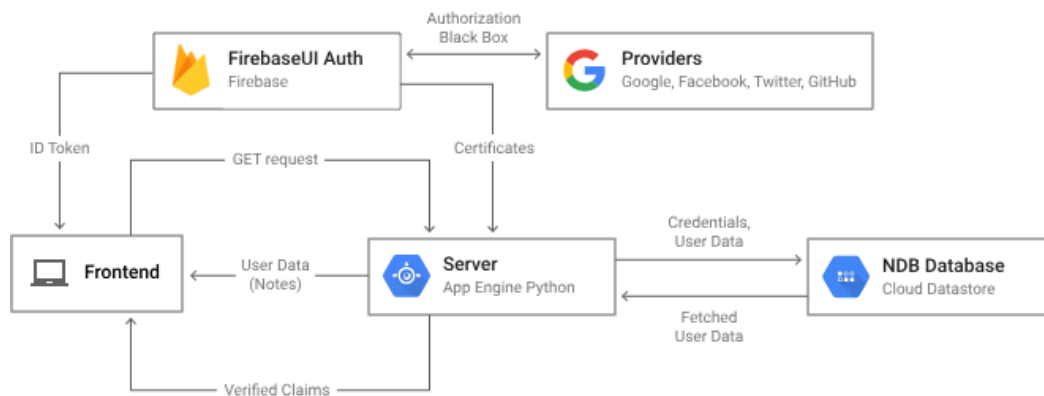 Authorization
Black Box
FirebaseUI Auth
Firebase
Providers
Google, Facebook, Twitter, GitHub
ID Token
GET request
Certificates
Frontend
User Data
(Notes)
Server
App Engine Python
Credentials,
User Data
NDB Database
Cloud Datastore
Fetched
User Data
Verified Claims